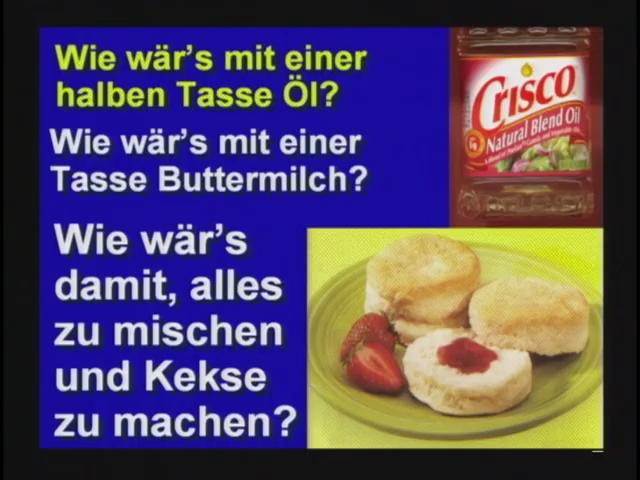 Wie wär's mit einer
halben Tasse Öl?
Wie wär's mit einer
Tasse Buttermilch?
Wie wär's
damit, alles
zu mischen
und Kekse
zu machen?
Crisco
Natural Blend Oil